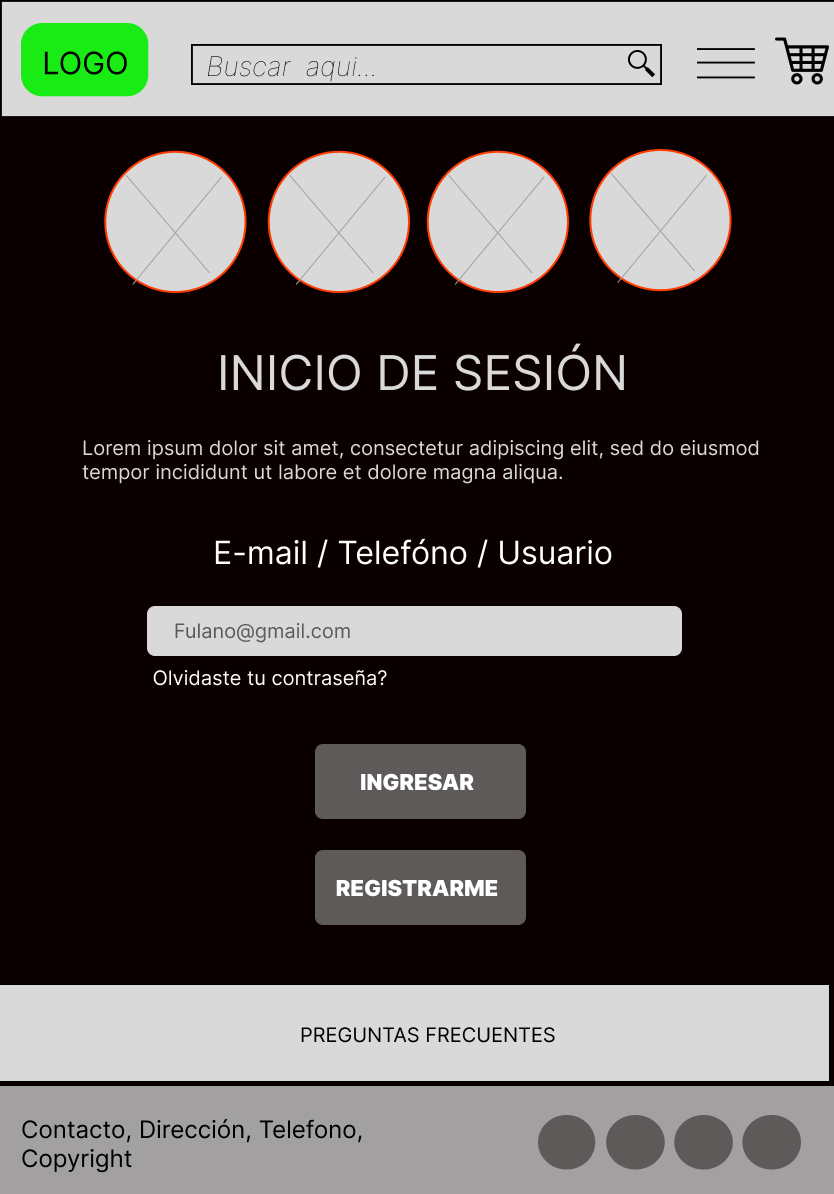 LOGO
Buscar aqui...
INICIO DE SESIÓN
Lorem ipsum dolor sit amet, consectetur adipiscing elit, sed do eiusmod
tempor incididunt ut labore et dolore magna aliqua.
E-mail / Telefóno / Usuario
Fulano@gmail.com
Olvidaste tu contraseña?
INGRESAR
REGISTRARME
PREGUNTAS FRECUENTES
Contacto, Dirección, Telefono,
Copyright